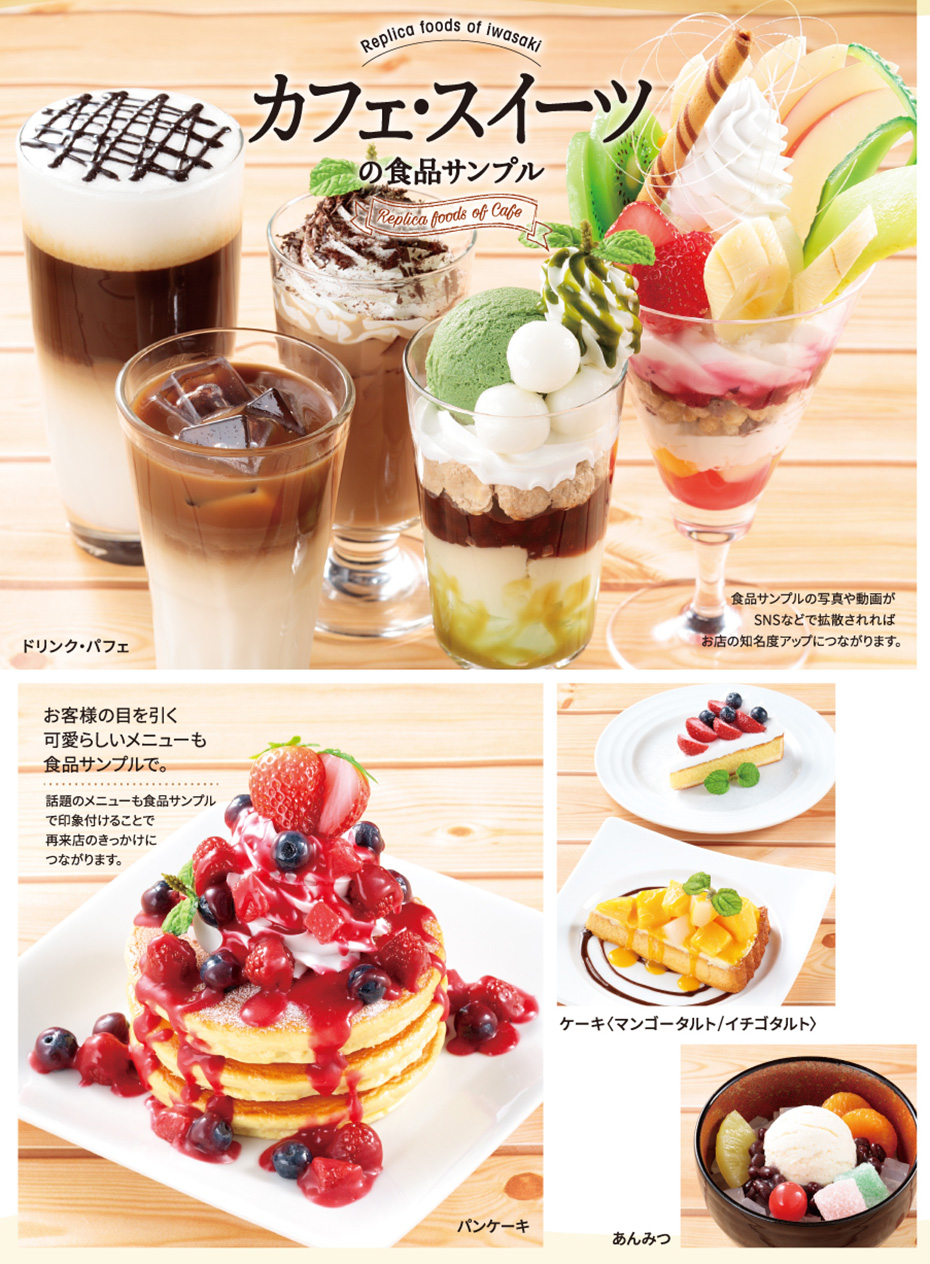 Replica foods of iwasaki
カフェ・スイーツ
の食品サンプル
Replica foods of Cafe
食品サンプルの写真や動画が
SNSなどで拡散されれば
お店の知名度アップにつながります。
ドリンク・パフェ
お客様の目を引く
可愛らしいメニューも
食品サンプルで。
話題のメニューも食品サンプル
で印象付けることで
再来店のきっかけに
つながります。
パンケーキ
ケーキ〈マンゴータルト/イチゴタルト〉
あんみつ